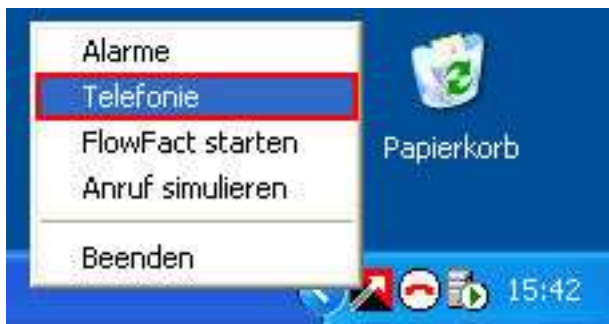 Alarme
Telefonie
FlowFact starten
Anruf simulieren
Beenden
Papierkorb
15:42